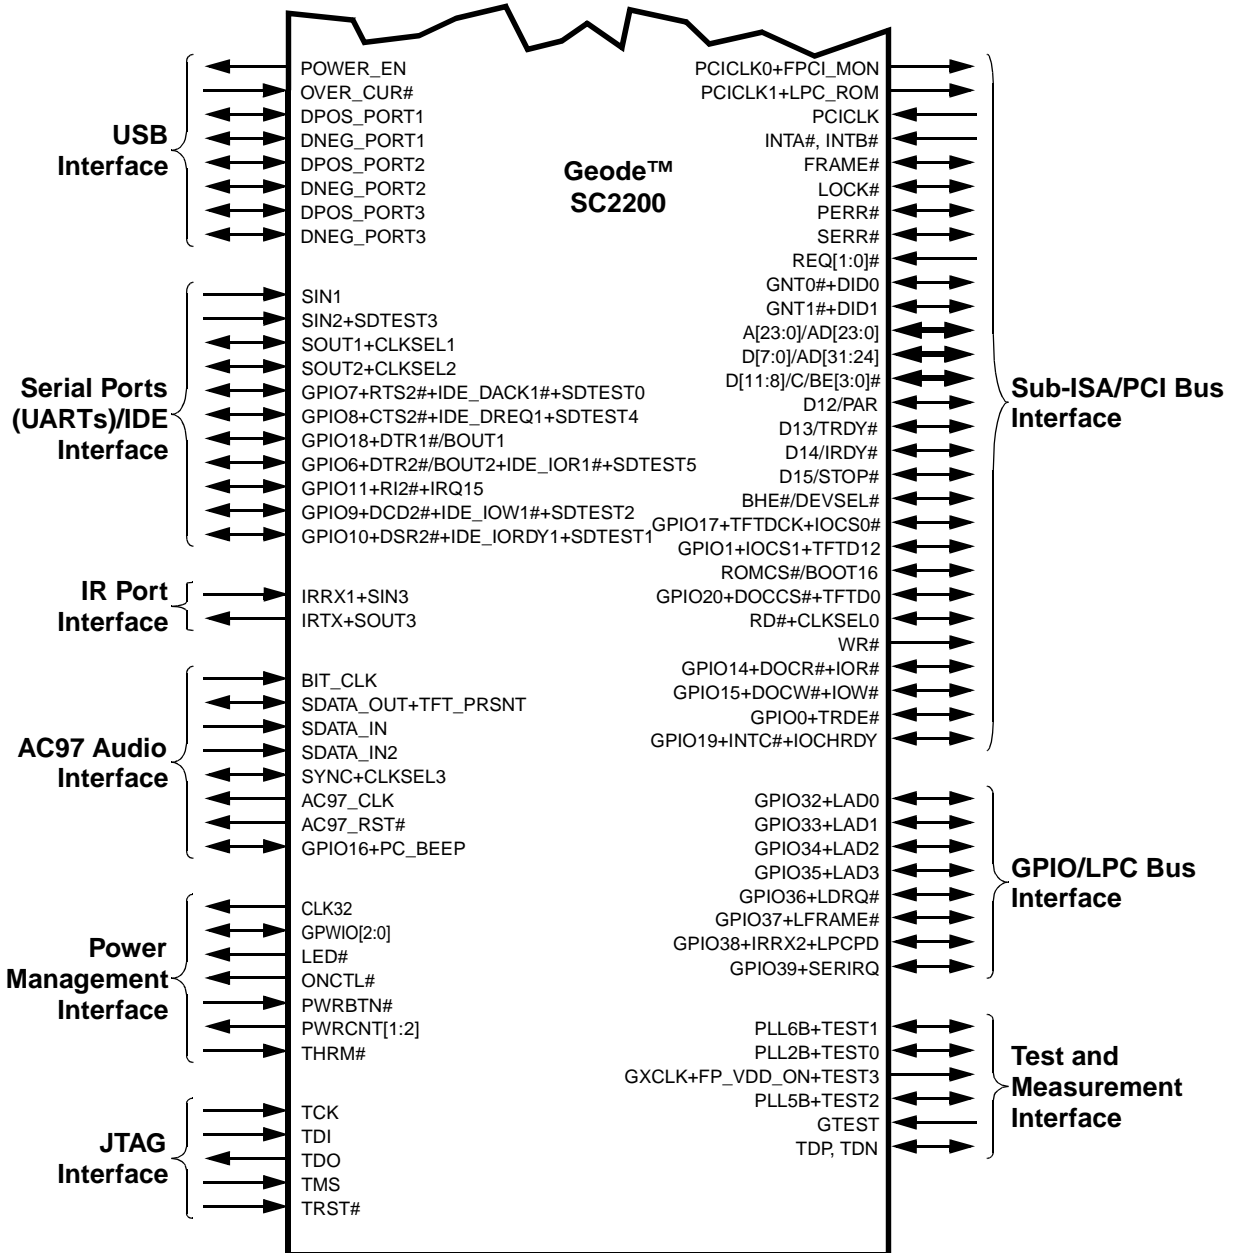 Geode™
SC2200
USB
Interface
POWER_EN
OVER_CUR#
DPOS_PORT1
DNEG_PORT1
DPOS_PORT2
DNEG_PORT2
DPOS_PORT3
DNEG_PORT3
Serial Ports
(UARTs)/IDE
Interface
SIN1
SIN2+SDTEST3
SOUT1+CLKSEL1
SOUT2+CLKSEL2
GPIO7+RTS2#+IDE_DACK1#+SDTEST0
GPIO8+CTS2#+IDE_DREQ1+SDTEST4
GPIO18+DTR1#/BOUT1
GPIO6+DTR2#/BOUT2+IDE_IOR1#+SDTEST5
GPIO11+RI2#+IRQ15
GPIO9+DCD2#+IDE_IOW1#+SDTEST2
GPIO10+DSR2#+IDE_IORDY1+SDTEST1
IR Port
Interface
IRRX1+SIN3
IRTX+SOUT3
AC97 Audio
Interface
BIT_CLK
SDATA_OUT+TFT_PRSNT
SDATA_IN
SDATA_IN2
SYNC+CLKSEL3
AC97_CLK
AC97_RST#
GPIO16+PC_BEEP
Power
Management
Interface
CLK32
GPWIO[2:0]
LED#
ONCTL#
PWRBTN#
PWRCNT[1:2]
THRM#
JTAG
Interface
TCK
TDI
TDO
TMS
TRST#
PCICLK0+FPCI_MON
PCICLK1+LPC_ROM
PCICLK
INTA#, INTB#
FRAME#
LOCK#
PERR#
SERR#
REQ[1:0]#
GNT0#+DID0
GNT1#+DID1
A[23:0]/AD[23:0]
D[7:0]/AD[31:24]
D[11:8]/C/BE[3:0]#
D12/PAR
D13/TRDY#
D14/IRDY#
D15/STOP#
BHE#/DEVSEL#
GPIO17+TFTDCK+IOCS0#
GPIO1+IOCS1+TFTD12
ROMCS#/BOOT16
GPIO20+DOCCS#+TFTD0
RD#+CLKSEL0
WR#
GPIO14+DOCR#+IOR#
GPIO15+DOCW#+IOW#
GPIO0+TRDE#
GPIO19+INTC#+IOCHRDY
Sub-ISA/PCI Bus
Interface
GPIO32+LAD0
GPIO33+LAD1
GPIO34+LAD2
GPIO35+LAD3
GPIO36+LDRQ#
GPIO37+LFRAME#
GPIO38+IRRX2+LPCPD
GPIO39+SERIRQ
GPIO/LPC Bus
Interface
PLL6B+TEST1
PLL2B+TEST0
GXCLK+FP_VDD_ON+TEST3
PLL5B+TEST2
GTEST
TDP, TDN
Test and
Measurement
Interface